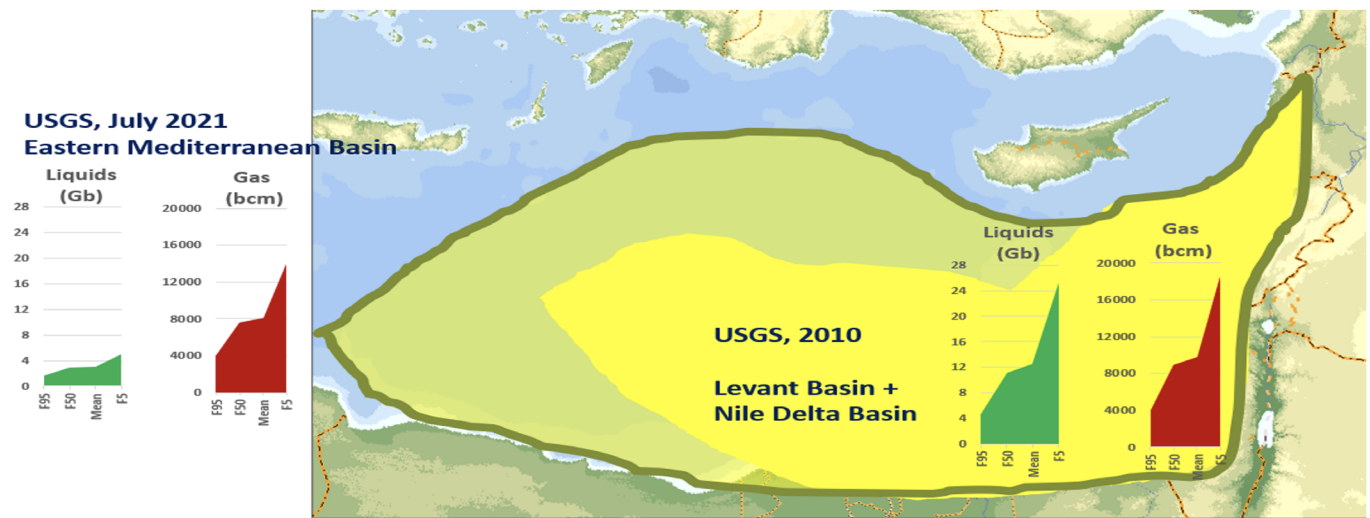 USGS, July 2021
Eastern Mediterranean Basin
Liquids
(Gb)
28
24
20
16
12
8
4
0
F95
F50
Mean
F5
Gas
(bcm)
20000
16000
12000
8000
4000
0
F95
F50
Mean
F5
USGS, 2010
Levant Basin +
Nile Delta Basin
Liquids
(Gb)
28
24
20
16
12
8
4
0
F95
F50
Mean
F5
Gas
(bcm)
20000
16000
12000
8000
4000
0
F95
F50
Mean
F5